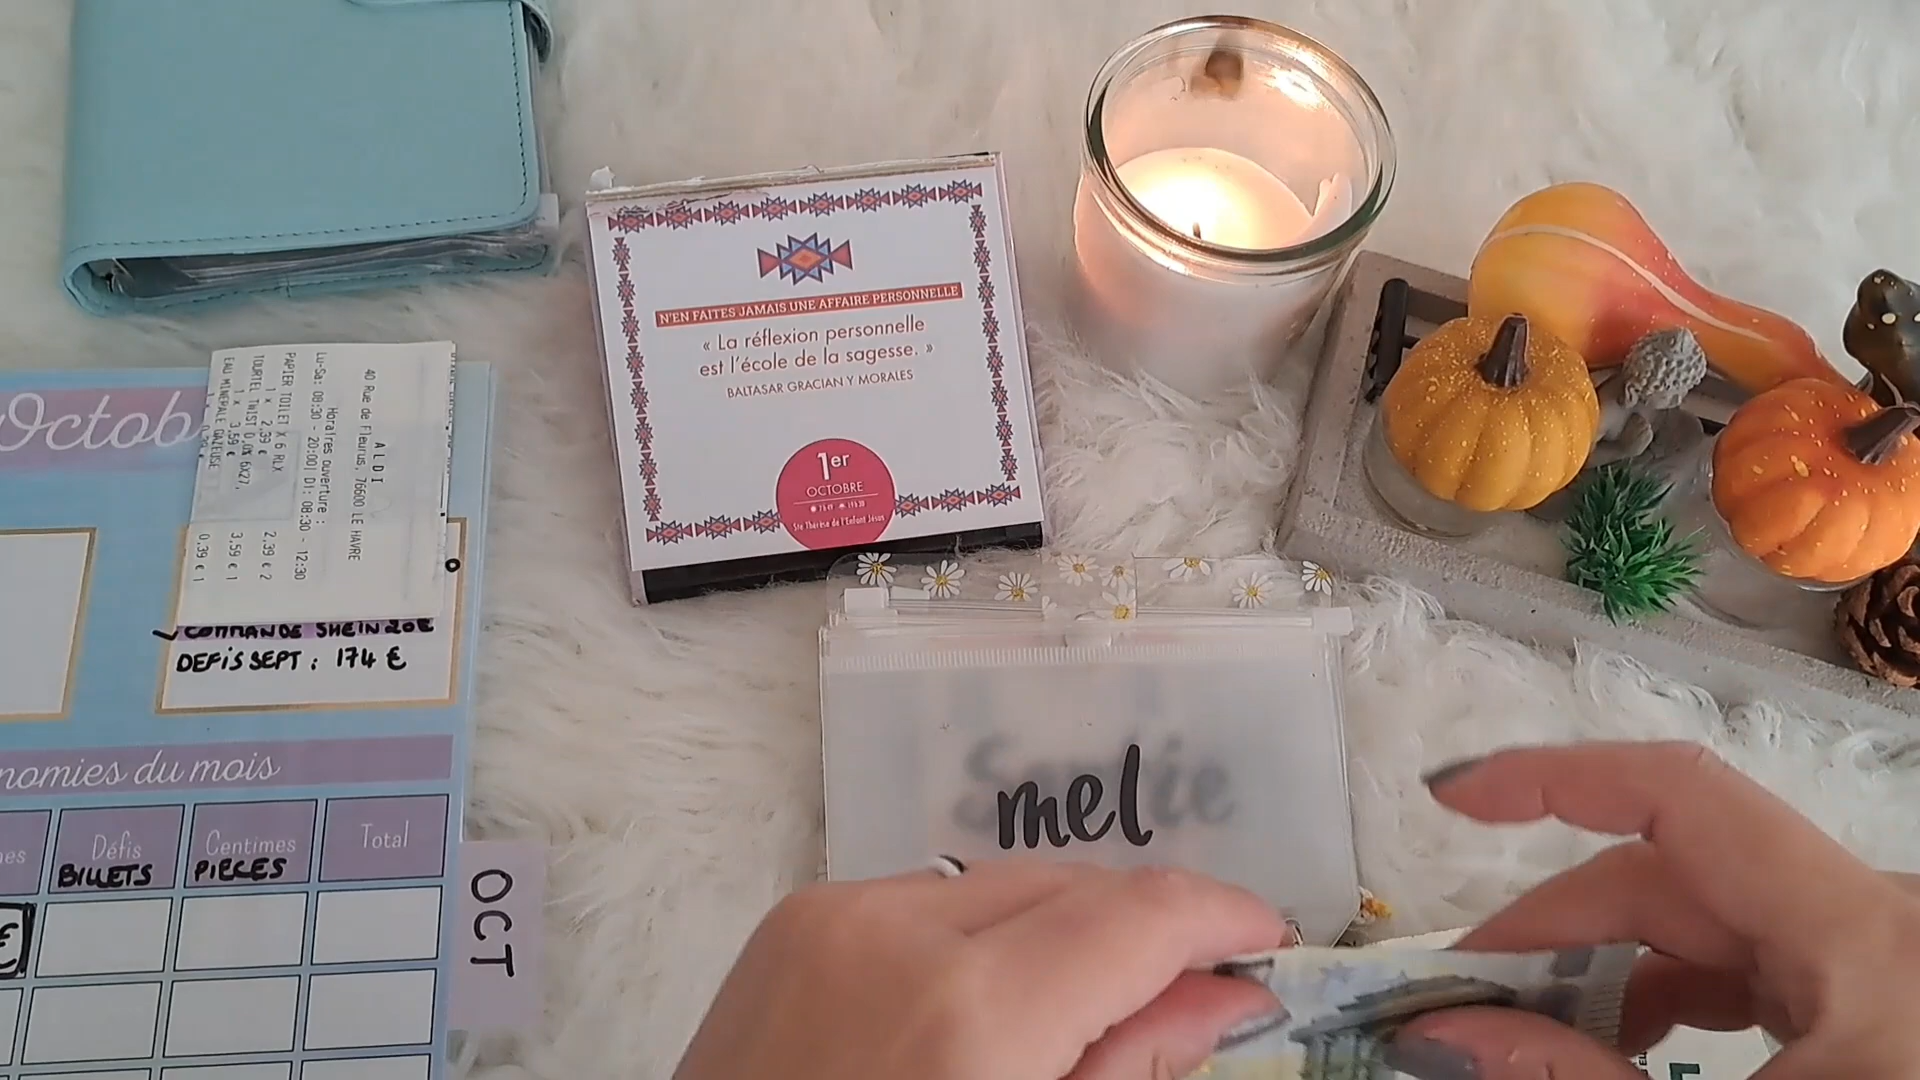 Octob
ALDI
40 Rue de Fleurus, 76600 LE HAVRE
Horaires ouverture :
Lu-Sa: 08:30 - 20:00| Di: 08:30 - 12:30
PAPIER TOILET X 6 RLX
1 x 2,39 € 2,39 € 2
TOURTEL TWIST 0,0% 6X27,
1 x 3,59 € 3,59 € 1
EAU MINERALE GAZEUSE
0,39 € 1
COMMANDE SHEIN 20€
DEFIS SEPT : 174 €
nomies du mois
Défis
BILLETS
Centimes
PIECES
Total
€
OCT
N'EN FAITES JAMAIS UNE AFFAIRE PERSONNELLE
« La réflexion personnelle
est l'école de la sagesse. »
BALTASAR GRACIAN Y MORALES
1er
OCTOBRE
Ste Thérèse de l'Enfant Jésus
mel